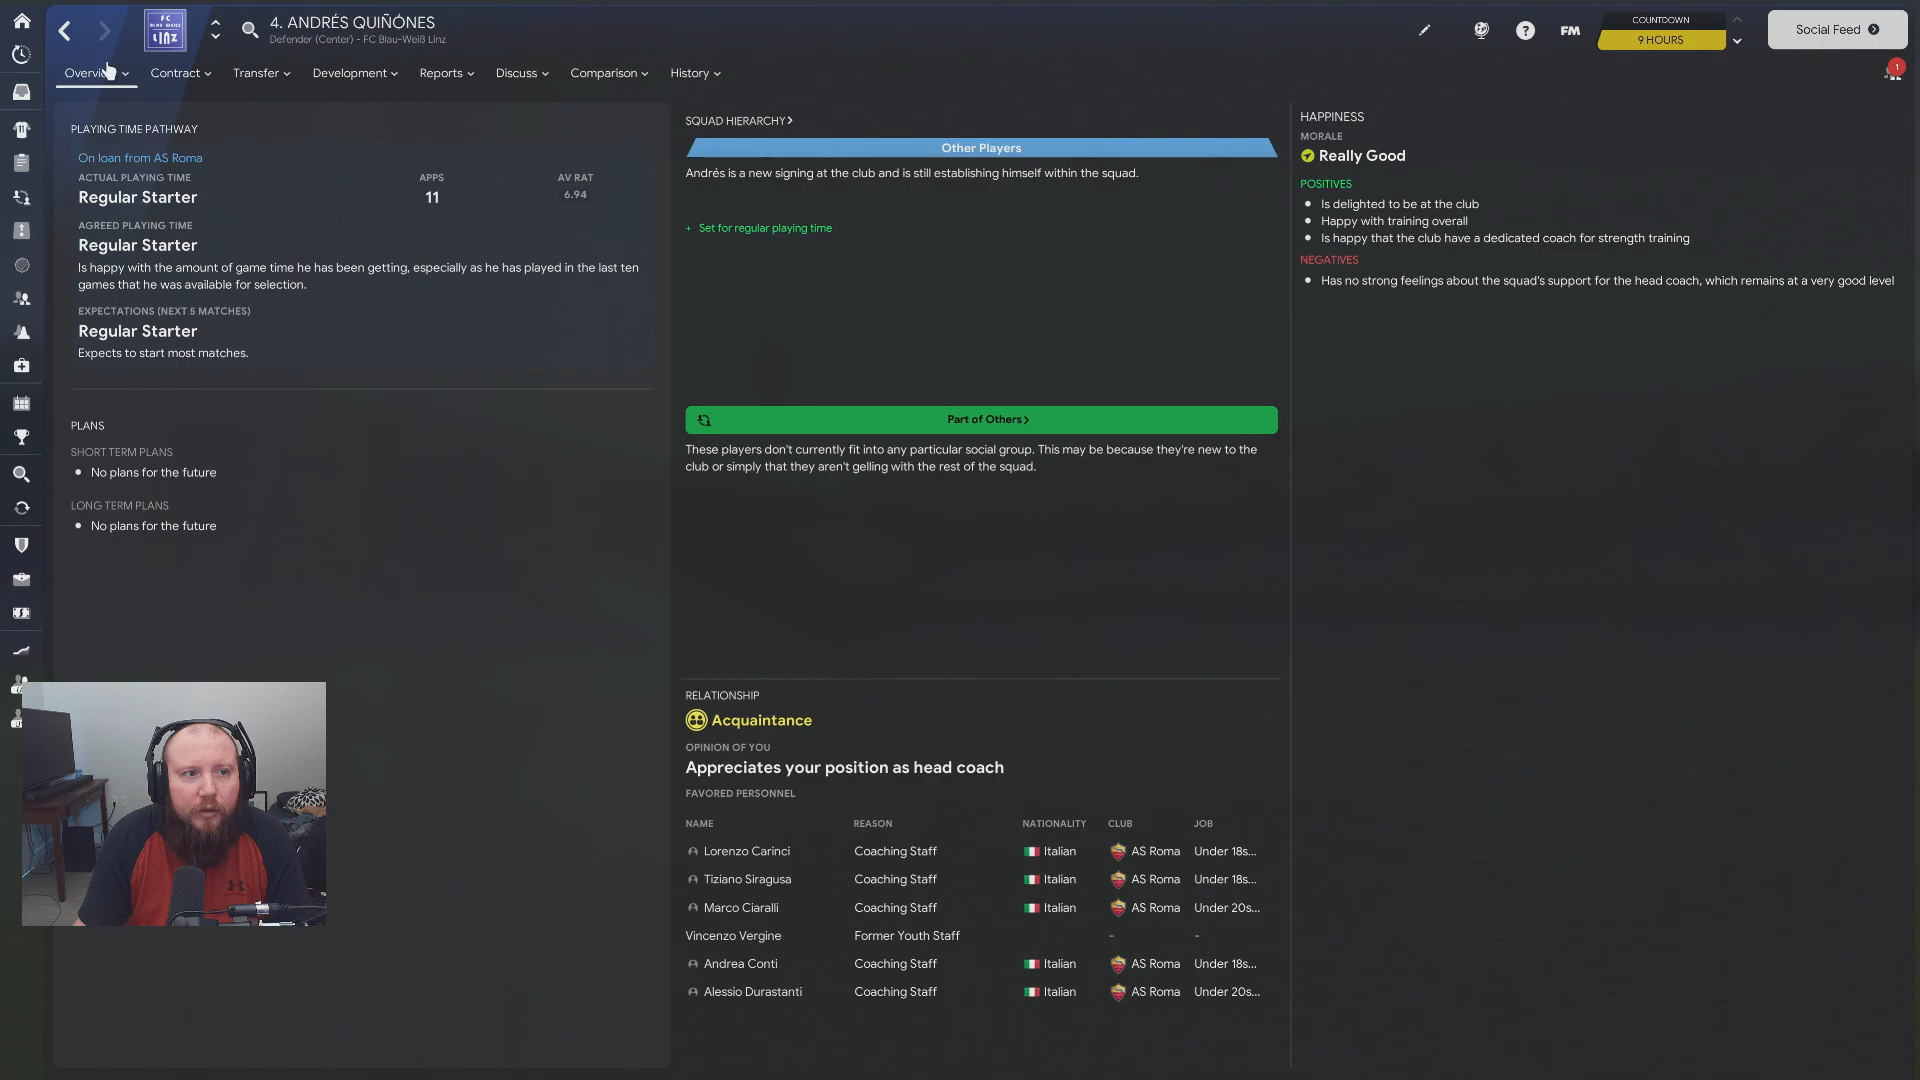 FC
BLAU WEISS
LINZ
4. ANDRÉS QUIÑÓNES
Defender (Center) - FC Blau-Weiß Linz
FM
COUNTDOWN
9 HOURS
Social Feed
1
Contract
Transfer
Development
Reports
Discuss
Comparison
History
PLAYING TIME PATHWAY
On loan from AS Roma
ACTUAL PLAYING TIME APPS AV RAT
Regular Starter 11 6.94
AGREED PLAYING TIME
Regular Starter
Is happy with the amount of game time he has been getting, especially as he has played in the last ten
games that he was available for selection.
EXPECTATIONS (NEXT 5 MATCHES)
Regular Starter
Expects to start most matches.
PLANS
SHORT TERM PLANS
No plans for the future
LONG TERM PLANS
No plans for the future
SQUAD HIERARCHY
Other Players
Andrés is a new signing at the club and is still establishing himself within the squad.
+ Set for regular playing time
Part of Others
These players don't currently fit into any particular social group. This may be because they're new to the
club or simply that they aren't gelling with the rest of the squad.
RELATIONSHIP
Acquaintance
OPINION OF YOU
Appreciates your position as head coach
FAVORED PERSONNEL
NAME REASON NATIONALITY CLUB JOB
Lorenzo Carinci Coaching Staff Italian AS Roma Under 18s...
Tiziano Siragusa Coaching Staff Italian AS Roma Under 18s...
Marco Ciaralli Coaching Staff Italian AS Roma Under 20s...
Vincenzo Vergine Former Youth Staff - -
Andrea Conti Coaching Staff Italian AS Roma Under 18s...
Alessio Durastanti Coaching Staff Italian AS Roma Under 20s...
HAPPINESS
MORALE
Really Good
POSITIVES
Is delighted to be at the club
Happy with training overall
Is happy that the club have a dedicated coach for strength training
NEGATIVES
Has no strong feelings about the squad's support for the head coach, which remains at a very good level